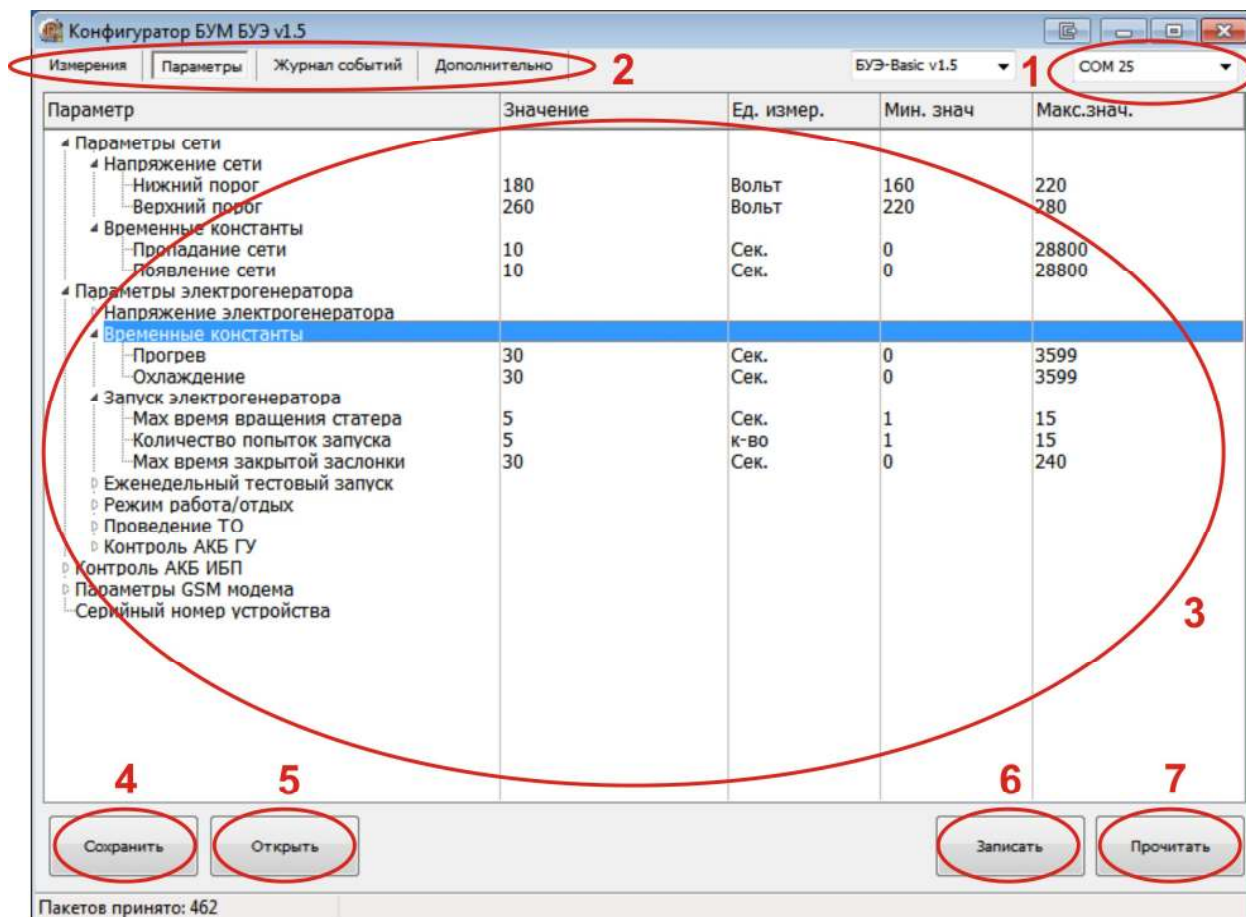 Конфигуратор БУМ БУЭ v1.5
Измерения Параметры Журнал событий Дополнительно 2 БУЭ-Basic v1.5 1 COM 25
Параметр Значение Ед. измер. Мин. знач Макс.знач.
Параметры сети
Напряжение сети
Нижний порог 180 Вольт 160 220
Верхний порог 260 Вольт 220 280
Временные константы
Пропадание сети 10 Сек. 0 28800
Появление сети 10 Сек. 0 28800
Параметры электрогенератора
Напряжение электрогенератора
Временные константы
Прогрев 30 Сек. 0 3599
Охлаждение 30 Сек. 0 3599
Запуск электрогенератора
Мах время вращения статера 5 Сек. 1 15
Количество попыток запуска 5 к-во 1 15
Мах время закрытой заслонки 30 Сек. 0 240
Еженедельный тестовый запуск
Режим работа/отдых
Проведение ТО
Контроль АКБ ГУ
Контроль АКБ ИБП
Параметры GSM модема
Серийный номер устройства
3
4 5 6 7
Сохранить Открыть Записать Прочитать
Пакетов принято: 462